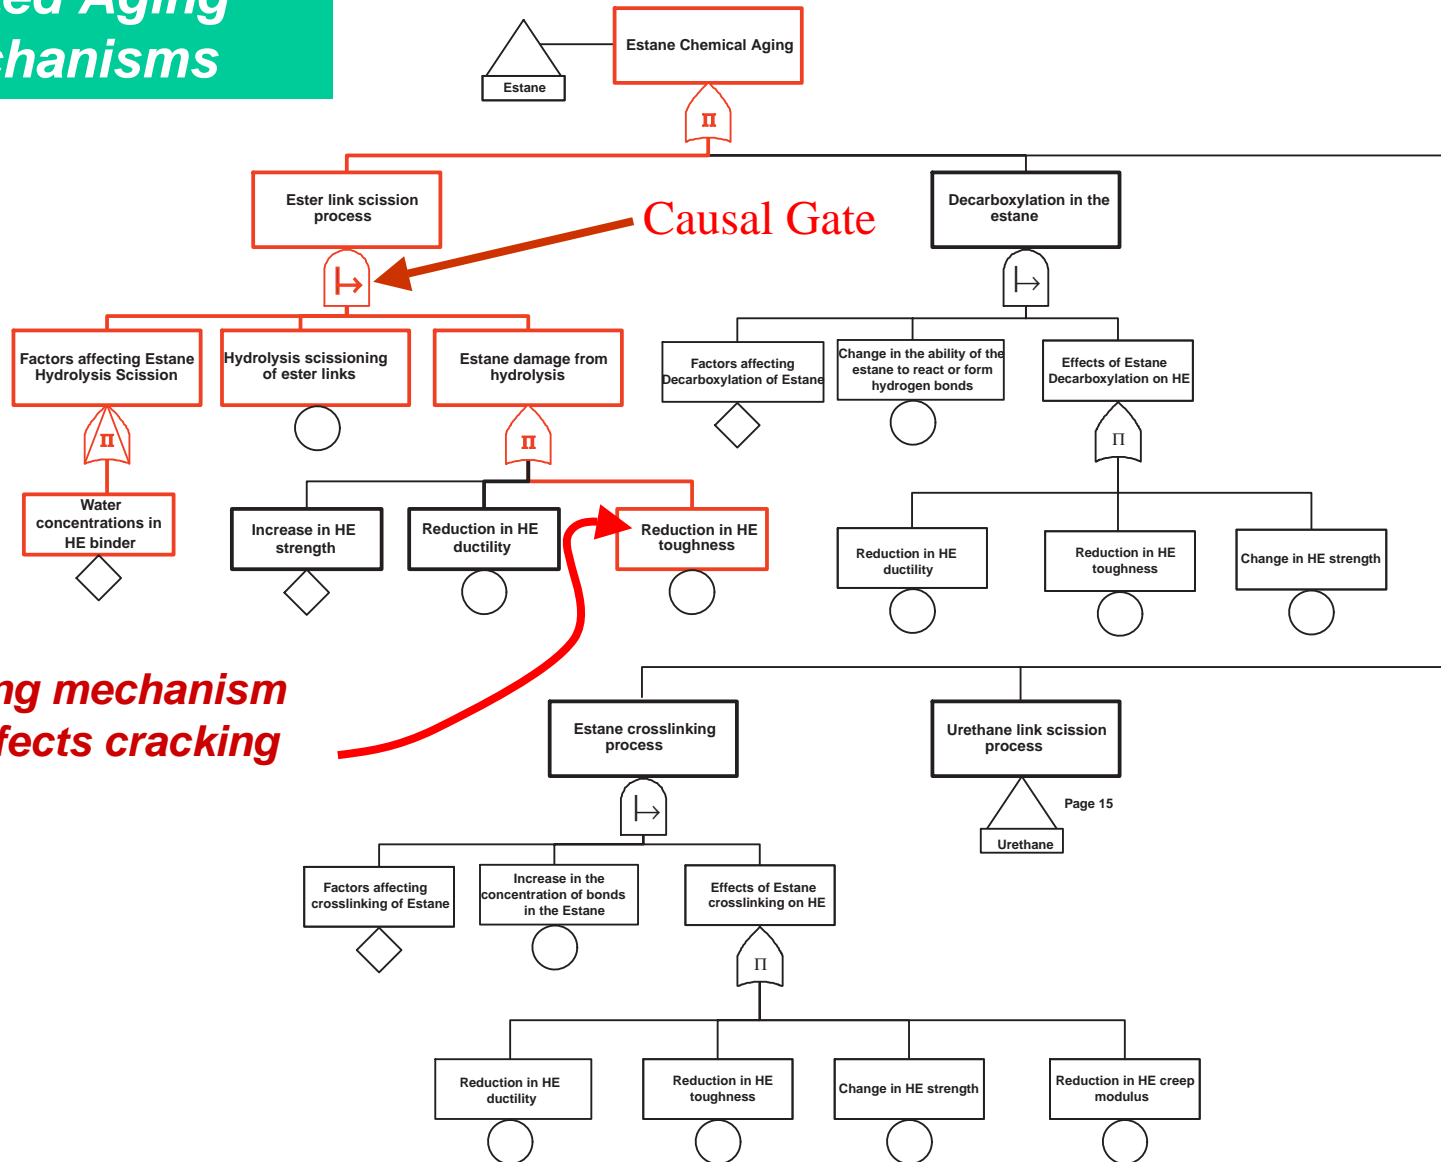 Aging
mechanism
cracking
Estane Chemical Aging
Estane
Π
Ester link scission
process
Causal Gate
Decarboxylation in the
estane
Factors affecting Estane
Hydrolysis Scission
Hydrolysis scissioning
of ester links
Estane damage from
hydrolysis
Factors affecting
Decarboxylation of Estane
Change in the ability of the
estane to react or form
hydrogen bonds
Effects of Estane
Decarboxylation on HE
Π
Π
Π
Water
concentrations in
HE binder
Increase in HE
strength
Reduction in HE
ductility
Reduction in HE
toughness
Reduction in HE
ductility
Reduction in HE
toughness
Change in HE strength
Estane crosslinking
process
Urethane link scission
process
Page 15
Urethane
Factors affecting
crosslinking of Estane
Increase in the
concentration of bonds
in the Estane
Effects of Estane
crosslinking on HE
Π
Reduction in HE
ductility
Reduction in HE
toughness
Change in HE strength
Reduction in HE creep
modulus